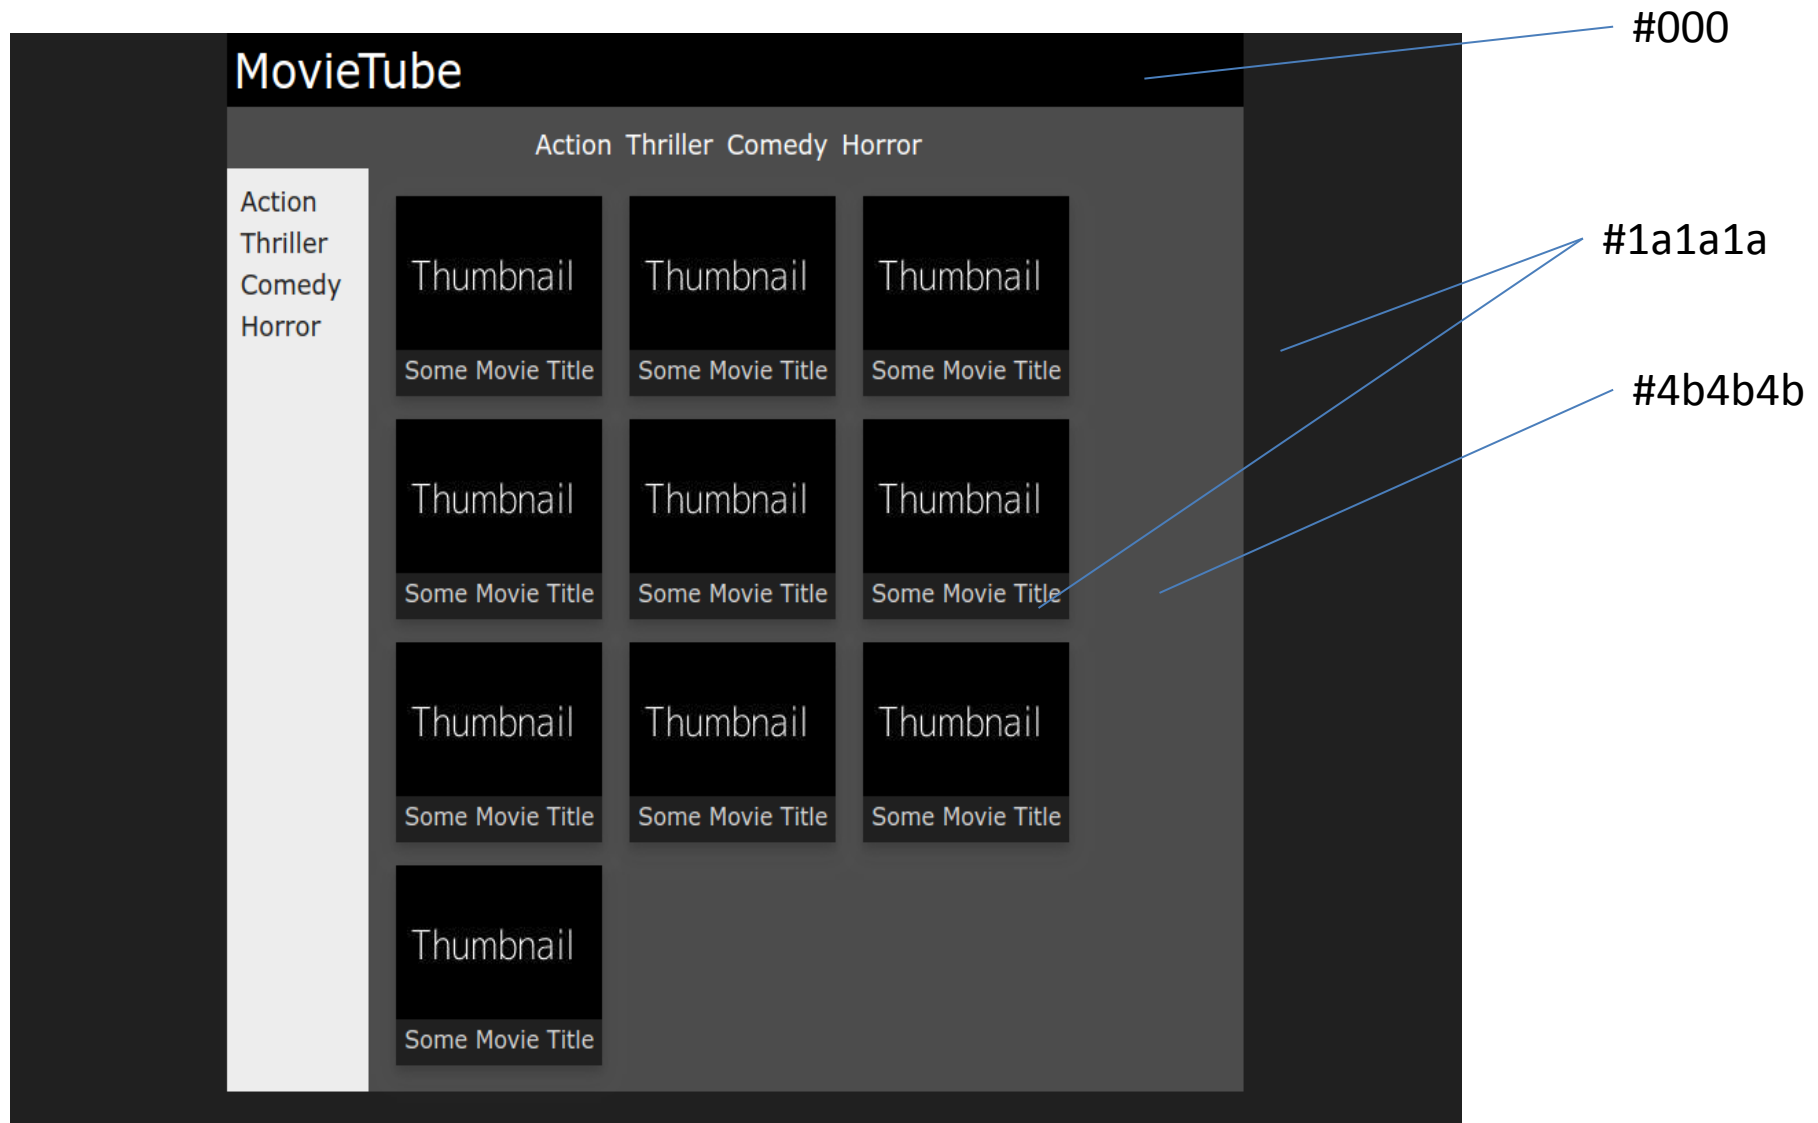 #000
MovieTube
Action Thriller Comedy Horror
Action
Thriller
Comedy
Horror
#1a1a1a
#4b4b4b
Thumbnail Thumbnail Thumbnail
Some Movie Title Some Movie Title Some Movie Title
Thumbnail Thumbnail Thumbnail
Some Movie Title Some Movie Title Some Movie Title
Thumbnail Thumbnail Thumbnail
Some Movie Title Some Movie Title Some Movie Title
Thumbnail
Some Movie Title